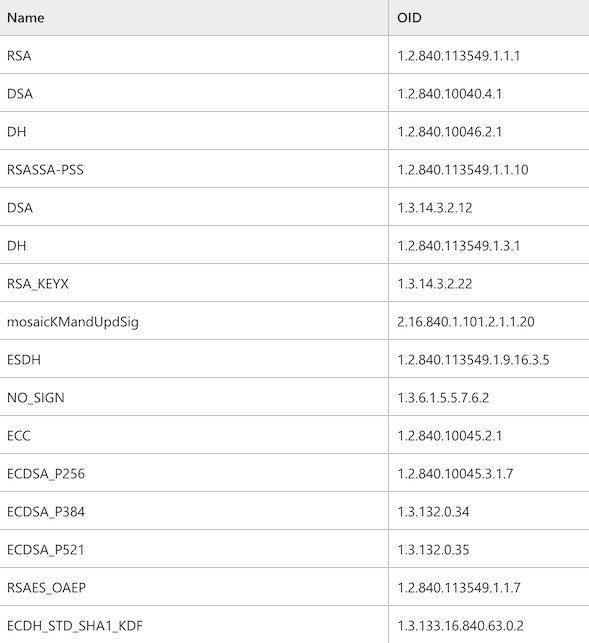 Name OID
RSA 1.2.840.113549.1.1.1
DSA 1.2.840.10040.4.1
DH 1.2.840.10046.2.1
RSASSA-PSS 1.2.840.113549.1.1.10
DSA 1.3.14.3.2.12
DH 1.2.840.113549.1.3.1
RSA_KEYX 1.3.14.3.2.22
mosaicKMandUpdSig 2.16.840.1.101.2.1.1.20
ESDH 1.2.840.113549.1.9.16.3.5
NO_SIGN 1.3.6.1.5.5.7.6.2
ECC 1.2.840.10045.2.1
ECDSA_P256 1.2.840.10045.3.1.7
ECDSA_P384 1.3.132.0.34
ECDSA_P521 1.3.132.0.35
RSAES_OAEP 1.2.840.113549.1.1.7
ECDH_STD_SHA1_KDF 1.3.133.16.840.63.0.2